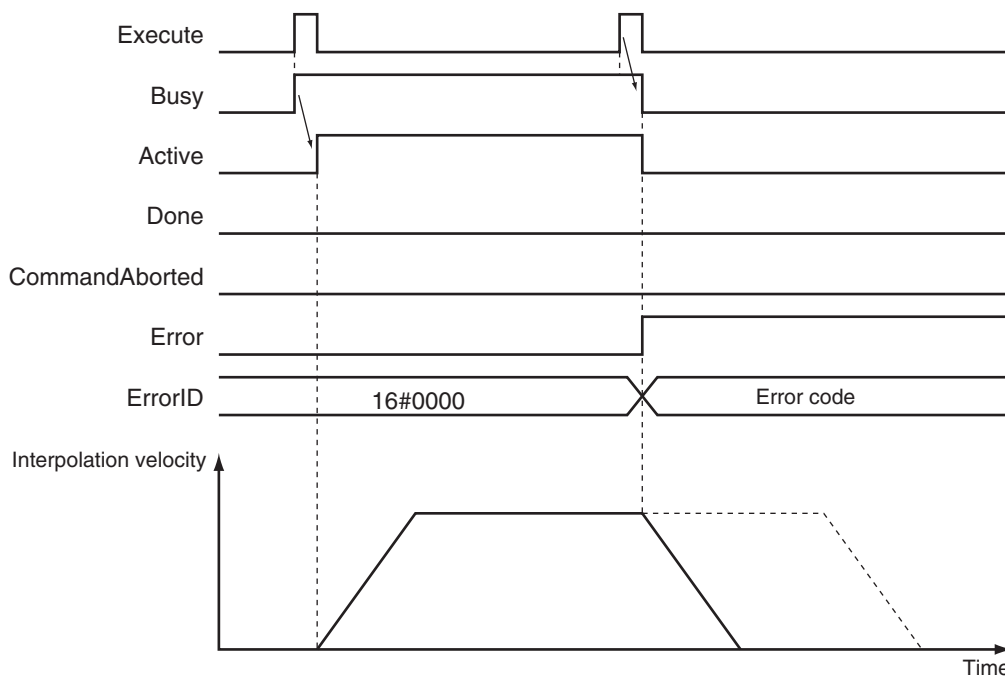 Execute
Busy
Active
Done
CommandAborted
Error
ErrorID
16#0000
Error code
Interpolation velocity
Time